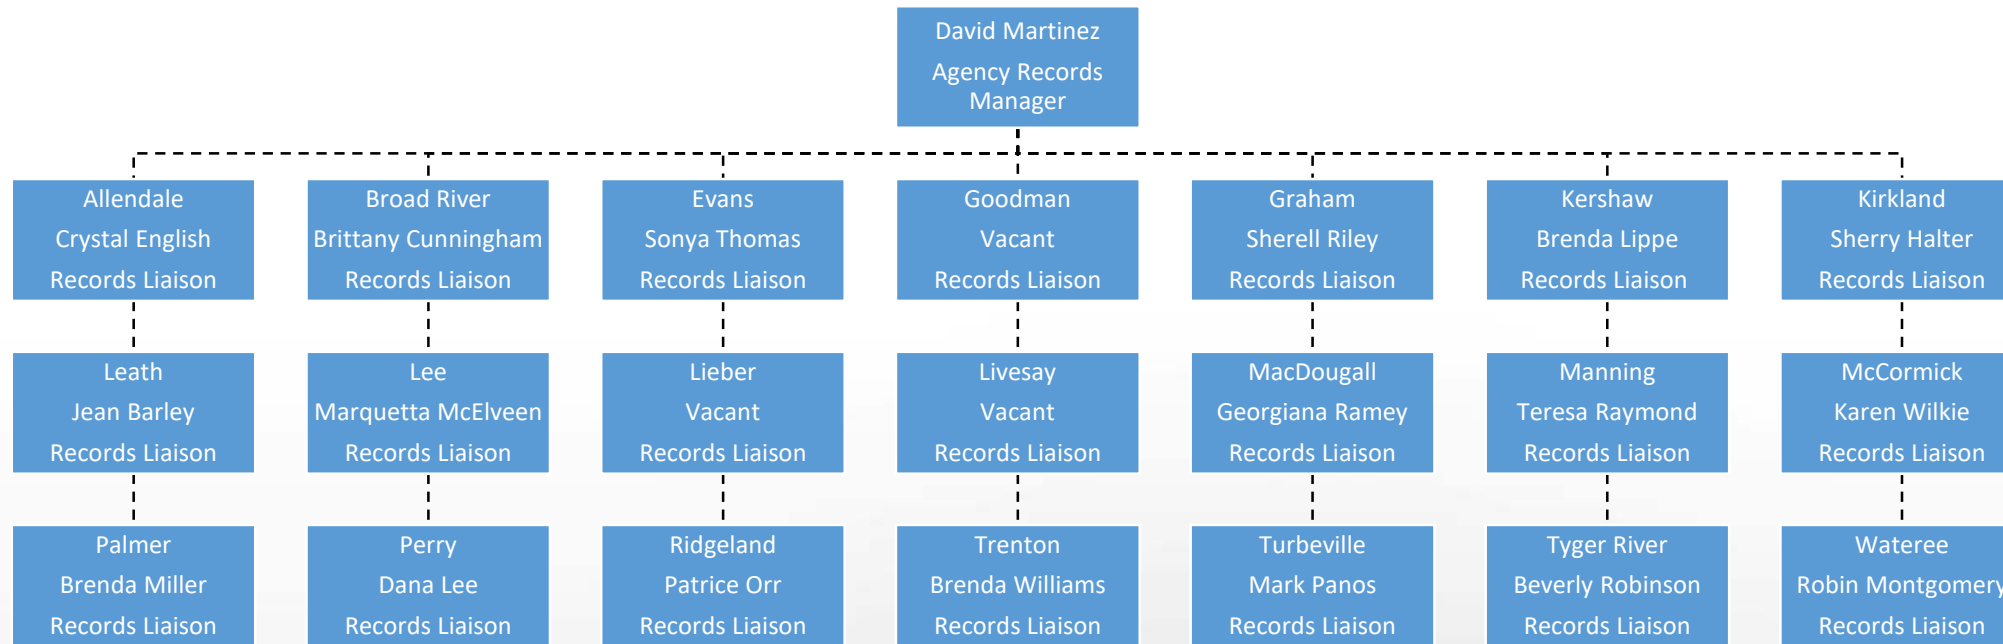 David Martinez
Agency Records
Manager
Allendale
Crystal English
Records Liaison
Broad River
Brittany Cunningham
Records Liaison
Evans
Sonya Thomas
Records Liaison
Goodman
Vacant
Records Liaison
Graham
Sherell Riley
Records Liaison
Kershaw
Brenda Lippe
Records Liaison
Kirkland
Sherry Halter
Records Liaison
Leath
Jean Barley
Records Liaison
Lee
Marquetta McElveen
Records Liaison
Lieber
Vacant
Records Liaison
Livesay
Vacant
Records Liaison
MacDougall
Georgiana Ramey
Records Liaison
Manning
Teresa Raymond
Records Liaison
McCormick
Karen Wilkie
Records Liaison
Palmer
Brenda Miller
Records Liaison
Perry
Dana Lee
Records Liaison
Ridgeland
Patrice Orr
Records Liaison
Trenton
Brenda Williams
Records Liaison
Turbeville
Mark Panos
Records Liaison
Tyger River
Beverly Robinson
Records Liaison
Wateree
Robin Montgomery
Records Liaison